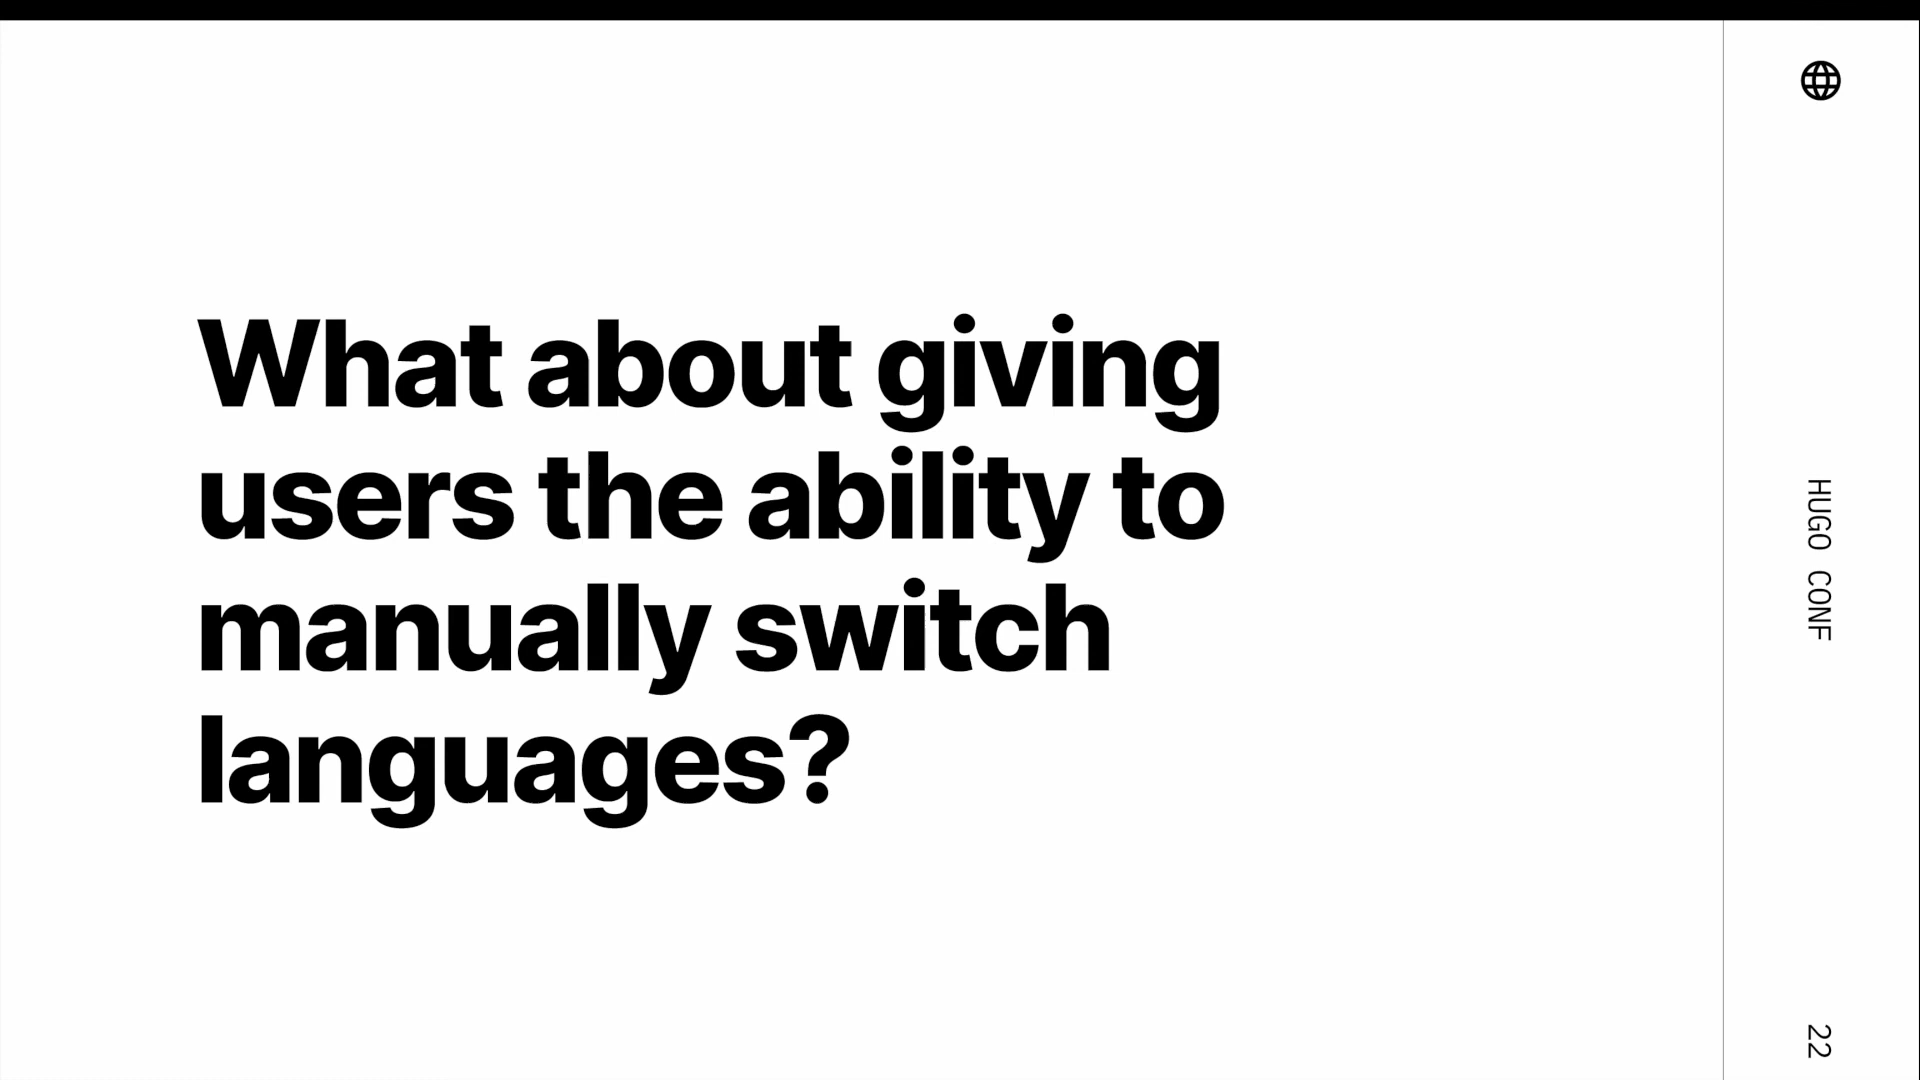 What about giving
users the ability to
manually switch
languages?
HUGO CONF
22